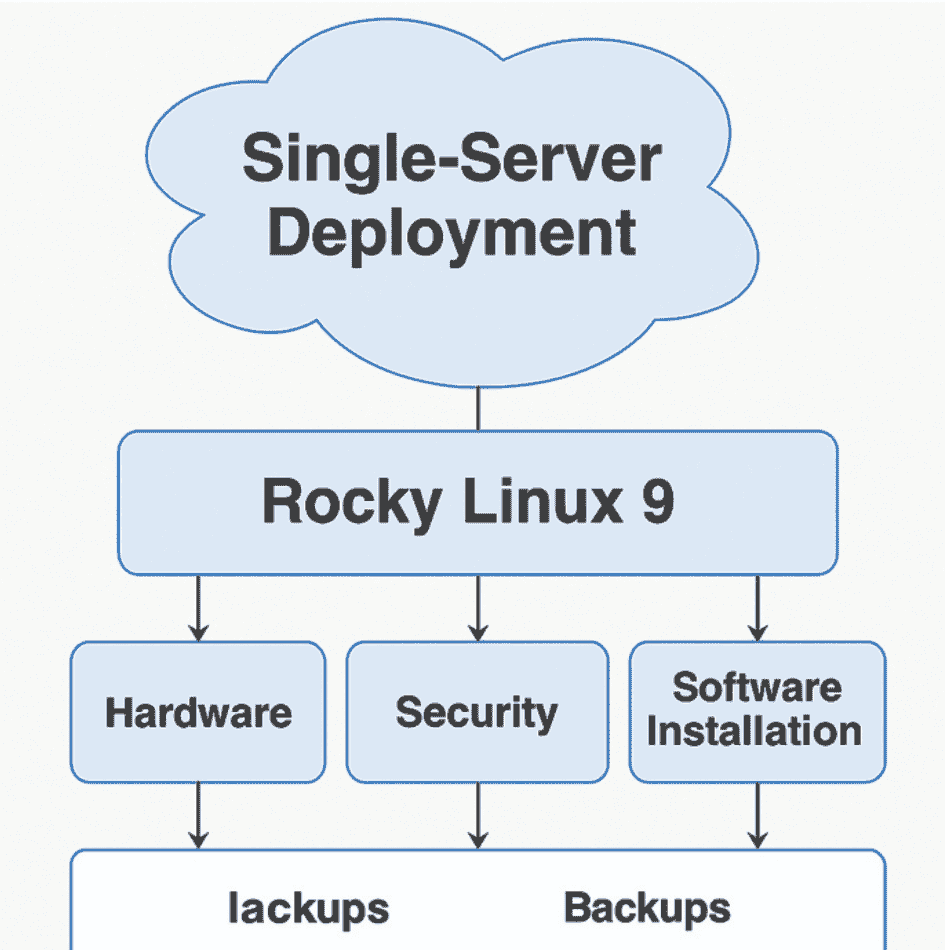 Single-Server
Deployment
Rocky Linux 9
Hardware
Security
Software
Installation
lackups
Backups